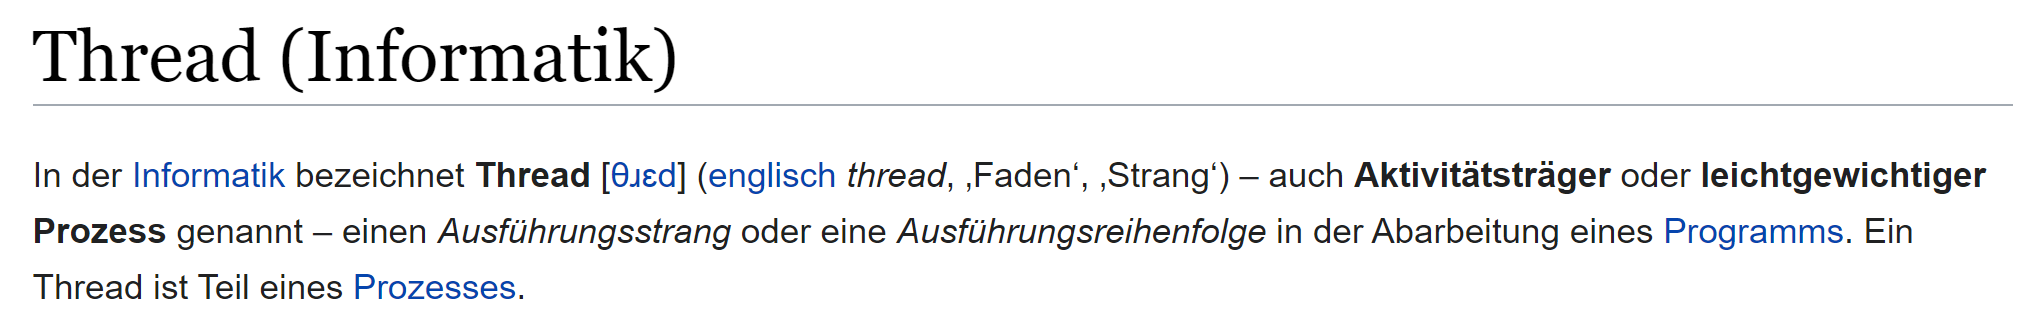 Thread (Informatik)
In der Informatik bezeichnet Thread [θɹɛd] (englisch thread, ‚Faden‘, ‚Strang‘) – auch Aktivitätsträger oder leichtgewichtiger
Prozess genannt – einen Ausführungsstrang oder eine Ausführungsreihenfolge in der Abarbeitung eines Programms. Ein
Thread ist Teil eines Prozesses.